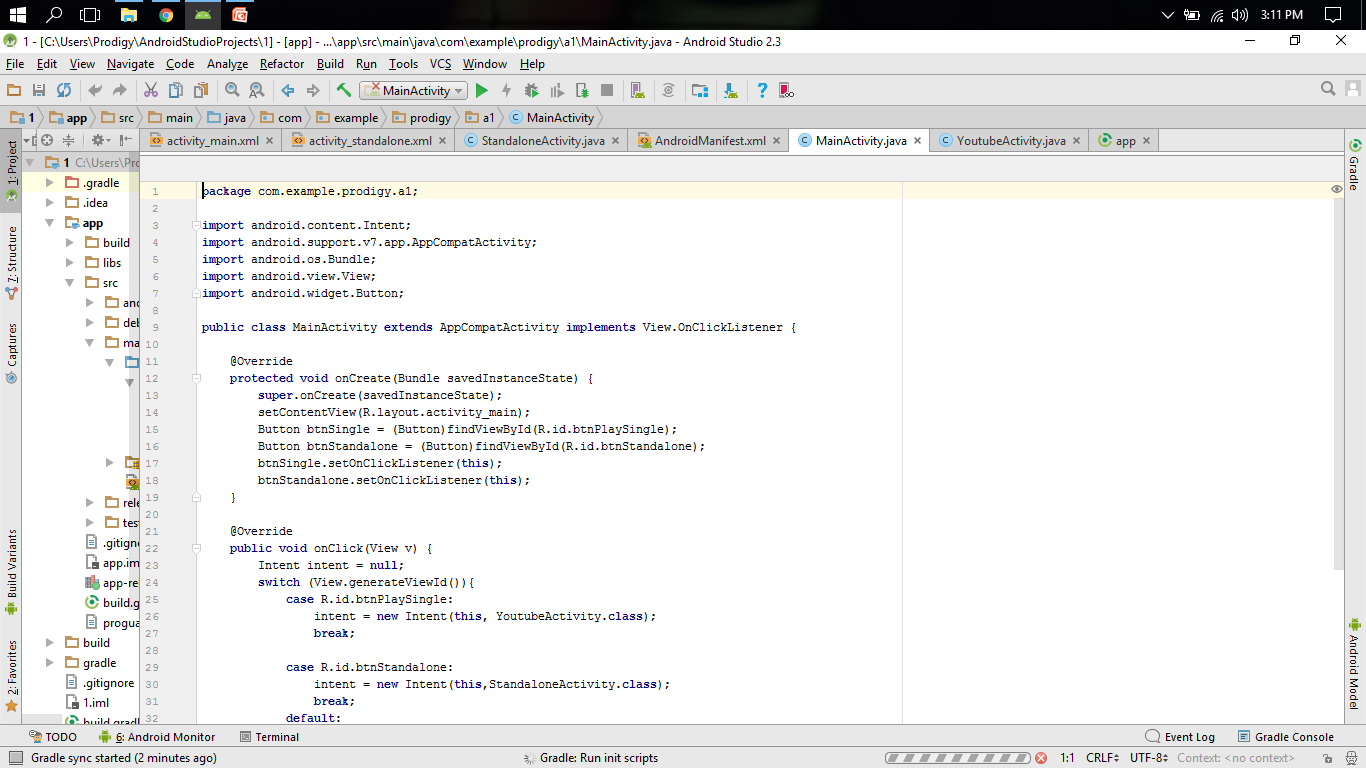 3:11 PM
1 - [C:\Users\Prodigy\AndroidStudioProjects\1] - [app] - ...\app\src\main\java\com\example\prodigy\a1\MainActivity.java - Android Studio 2.3
File Edit View Navigate Code Analyze Refactor Build Run Tools VCS Window Help
MainActivity
1 app src main java com example prodigy a1 MainActivity
activity_main.xml activity_standalone.xml StandaloneActivity.java AndroidManifest.xml MainActivity.java YoutubeActivity.java app
1: Project
7: Structure
Captures
Build Variants
2: Favorites
1 C:\Users\Pro
.gradle
.idea
app
build
libs
src
and
deb
ma
rele
test
.gitign
app.im
app-re
build.g
progua
build
gradle
.gitignore
1.iml
build.gradl
1 package com.example.prodigy.a1;
2
3 import android.content.Intent;
4 import android.support.v7.app.AppCompatActivity;
5 import android.os.Bundle;
6 import android.view.View;
7 import android.widget.Button;
8
9 public class MainActivity extends AppCompatActivity implements View.OnClickListener {
10
11 @Override
12 protected void onCreate(Bundle savedInstanceState) {
13 super.onCreate(savedInstanceState);
14 setContentView(R.layout.activity_main);
15 Button btnSingle = (Button)findViewById(R.id.btnPlaySingle);
16 Button btnStandalone = (Button)findViewById(R.id.btnStandalone);
17 btnSingle.setOnClickListener(this);
18 btnStandalone.setOnClickListener(this);
19 }
20
21 @Override
22 public void onClick(View v) {
23 Intent intent = null;
24 switch (View.generateViewId()){
25 case R.id.btnPlaySingle:
26 intent = new Intent(this, YoutubeActivity.class);
27 break;
28
29 case R.id.btnStandalone:
30 intent = new Intent(this,StandaloneActivity.class);
31 break;
32 default:
Gradle
Android Model
TODO 6: Android Monitor Terminal Event Log Gradle Console
Gradle sync started (2 minutes ago) Gradle: Run init scripts 1:1 CRLF UTF-8 Context: <no context>